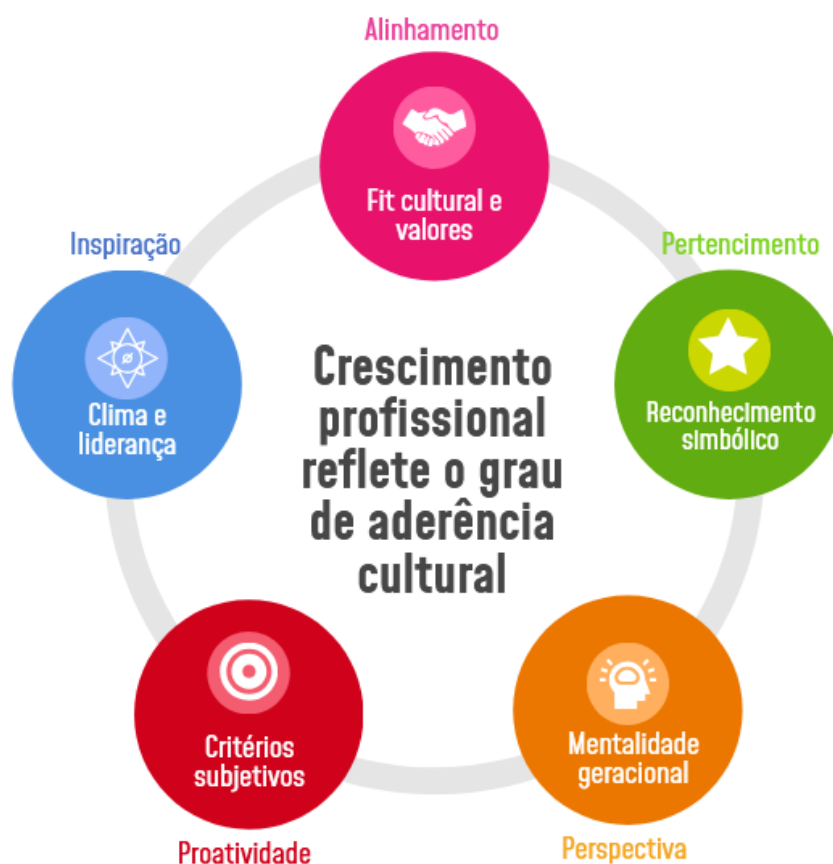 Alinhamento
Fit cultural e
valores
Pertencimento
Reconhecimento
simbólico
Mentalidade
geracional
Perspectiva
Critérios
subjetivos
Proatividade
Inspiração
Clima e
liderança
Crescimento
profissional
reflete o grau
de aderência
cultural